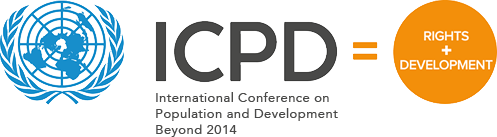 ICPD
International Conference on
Population and Development
Beyond 2014
=
RIGHTS
+
DEVELOPMENT